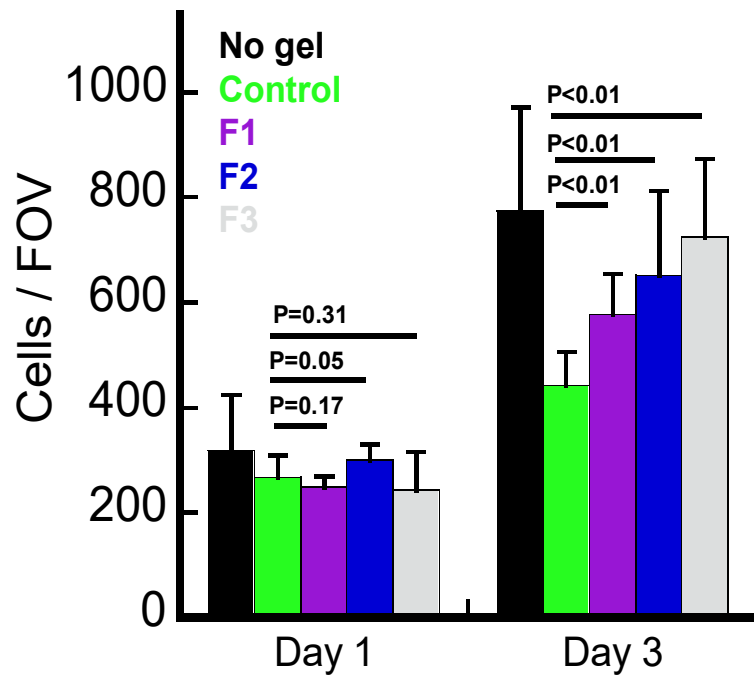 No gel
Control
F1
F2
F3
Cells / FOV
1000
800
600
400
200
0
P=0.31
P=0.05
P=0.17
P<0.01
P<0.01
P<0.01
Day 1
Day 3